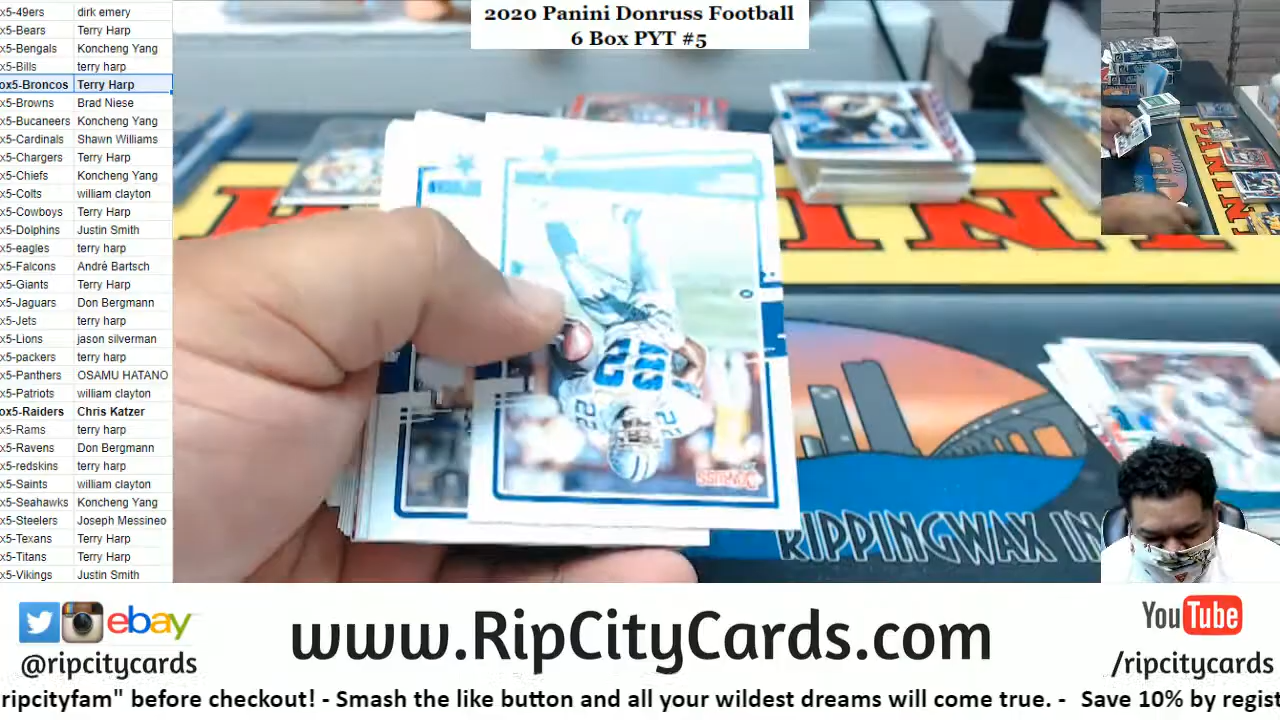 2020 Panini Donruss Football
6 Box PYT #5
x5-49ers dirk emery
x5-Bears Terry Harp
x5-Bengals Koncheng Yang
x5-Bills terry harp
ox5-Broncos Terry Harp
x5-Browns Brad Niese
x5-Bucaneers Koncheng Yang
x5-Cardinals Shawn Williams
x5-Chargers Terry Harp
x5-Chiefs Koncheng Yang
x5-Colts william clayton
x5-Cowboys Terry Harp
x5-Dolphins Justin Smith
x5-eagles terry harp
x5-Falcons André Bartsch
x5-Giants Terry Harp
x5-Jaguars Don Bergmann
x5-Jets terry harp
x5-Lions jason silverman
x5-packers terry harp
x5-Panthers OSAMU HATANO
x5-Patriots william clayton
ox5-Raiders Chris Katzer
x5-Rams terry harp
x5-Ravens Don Bergmann
x5-redskins terry harp
x5-Saints william clayton
x5-Seahawks Koncheng Yang
x5-Steelers Joseph Messineo
x5-Texans Terry Harp
x5-Titans Terry Harp
x5-Vikings Justin Smith
22
22
Donruss
RIPPINGWAX IN
PANINI
ebay
@ripcitycards
www.RipCityCards.com
YouTube
/ripcitycards
ripcityfam" before checkout! - Smash the like button and all your wildest dreams will come true. - Save 10% by regist